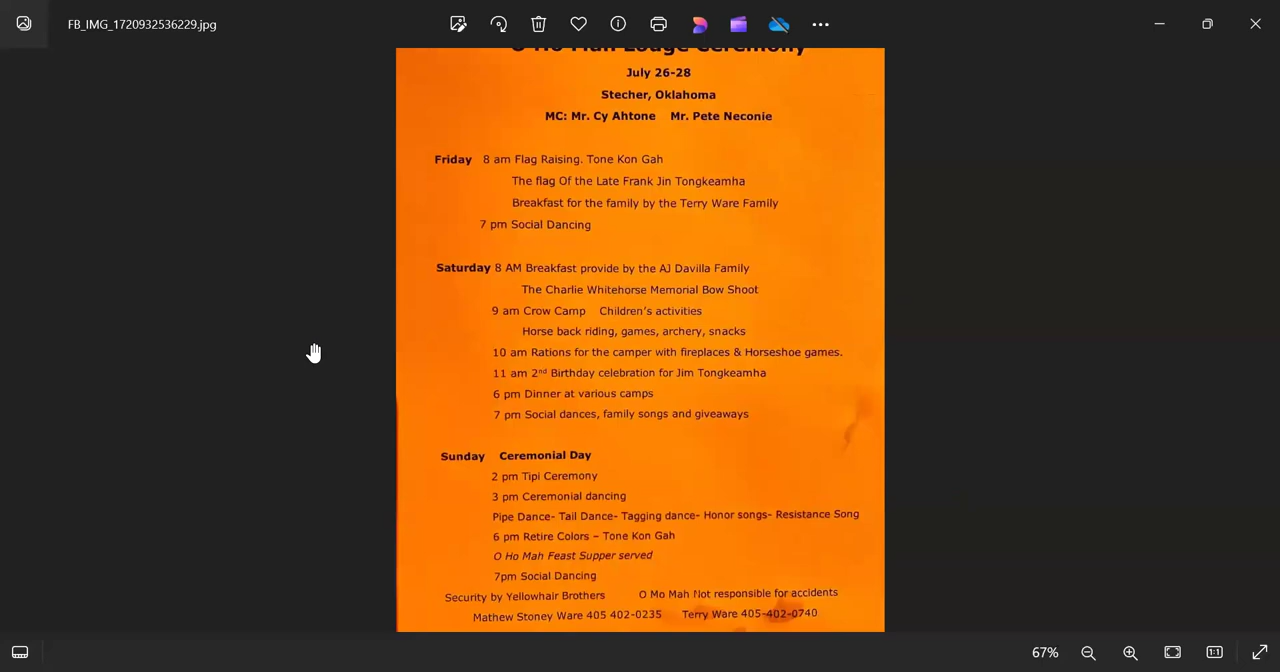 FB_IMG_1720932536229.jpg
O Ho Mah Lodge Ceremony
July 26-28
Stecher, Oklahoma
MC: Mr. Cy Ahtone Mr. Pete Neconie
Friday 8 am Flag Raising. Tone Kon Gah
The flag Of the Late Frank Jin Tongkeamha
Breakfast for the family by the Terry Ware Family
7 pm Social Dancing
Saturday 8 AM Breakfast provide by the AJ Davilla Family
The Charlie Whitehorse Memorial Bow Shoot
9 am Crow Camp Children's activities
Horse back riding, games, archery, snacks
10 am Rations for the camper with fireplaces & Horseshoe games.
11 am 2nd Birthday celebration for Jim Tongkeamha
6 pm Dinner at various camps
7 pm Social dances, family songs and giveaways
Sunday Ceremonial Day
2 pm Tipi Ceremony
3 pm Ceremonial dancing
Pipe Dance- Tail Dance- Tagging dance- Honor songs- Resistance Song
6 pm Retire Colors – Tone Kon Gah
O Ho Mah Feast Supper served
7pm Social Dancing
Security by Yellowhair Brothers O Mo Mah Not responsible for accidents
Mathew Stoney Ware 405 402-0235 Terry Ware 405-402-0740
67%
1:1